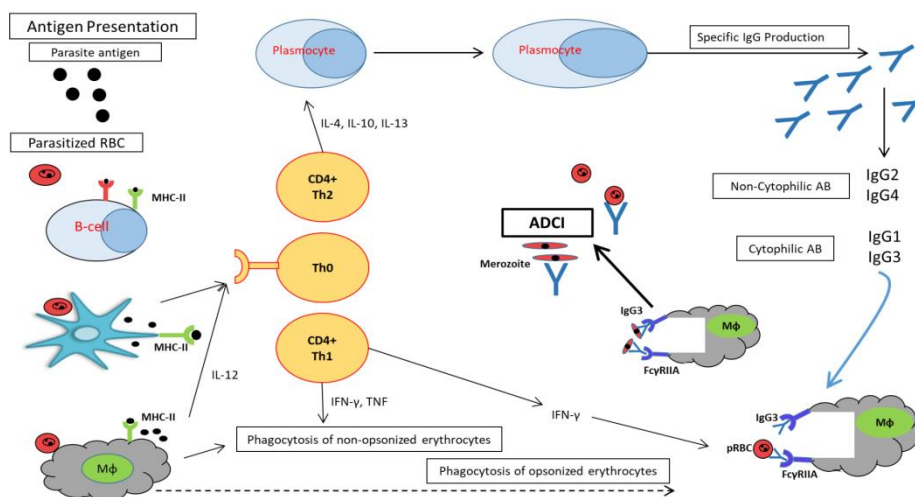 Antigen Presentation
Parasite antigen
Parasitized RBC
MHC-II
B-cell
MHC-II
IL-12
MHC-II
Mϕ
Plasmocyte
IL-4, IL-10, IL-13
CD4+
Th2
Th0
CD4+
Th1
IFN-γ, TNF
IFN-γ
Phagocytosis of non-opsonized erythrocytes
Phagocytosis of opsonized erythrocytes
Plasmocyte
Specific IgG Production
Non-Cytophilic AB
IgG2
IgG4
Cytophilic AB
IgG1
IgG3
ADCI
Merozoite
IgG3
Mϕ
FcγRIIA
IgG3
Mϕ
pRBC
FcγRIIA